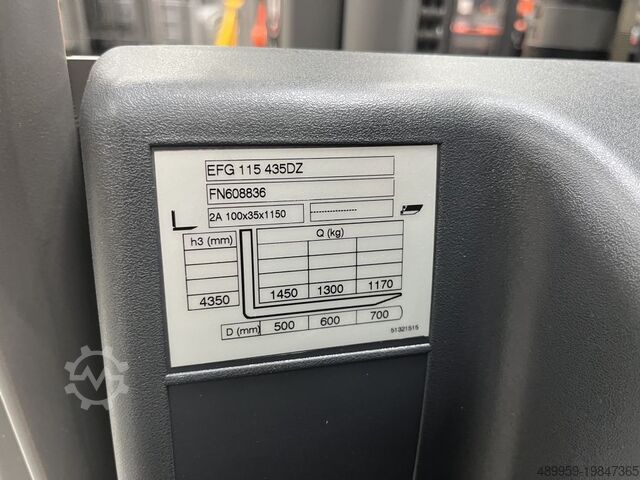 EFG 115 435DZ
FN608836
2A 100x35x1150 --------------
h3 (mm) Q (kg)
4350 1450 1300 1170
D (mm) 500 600 700
51321515
489959-19847365